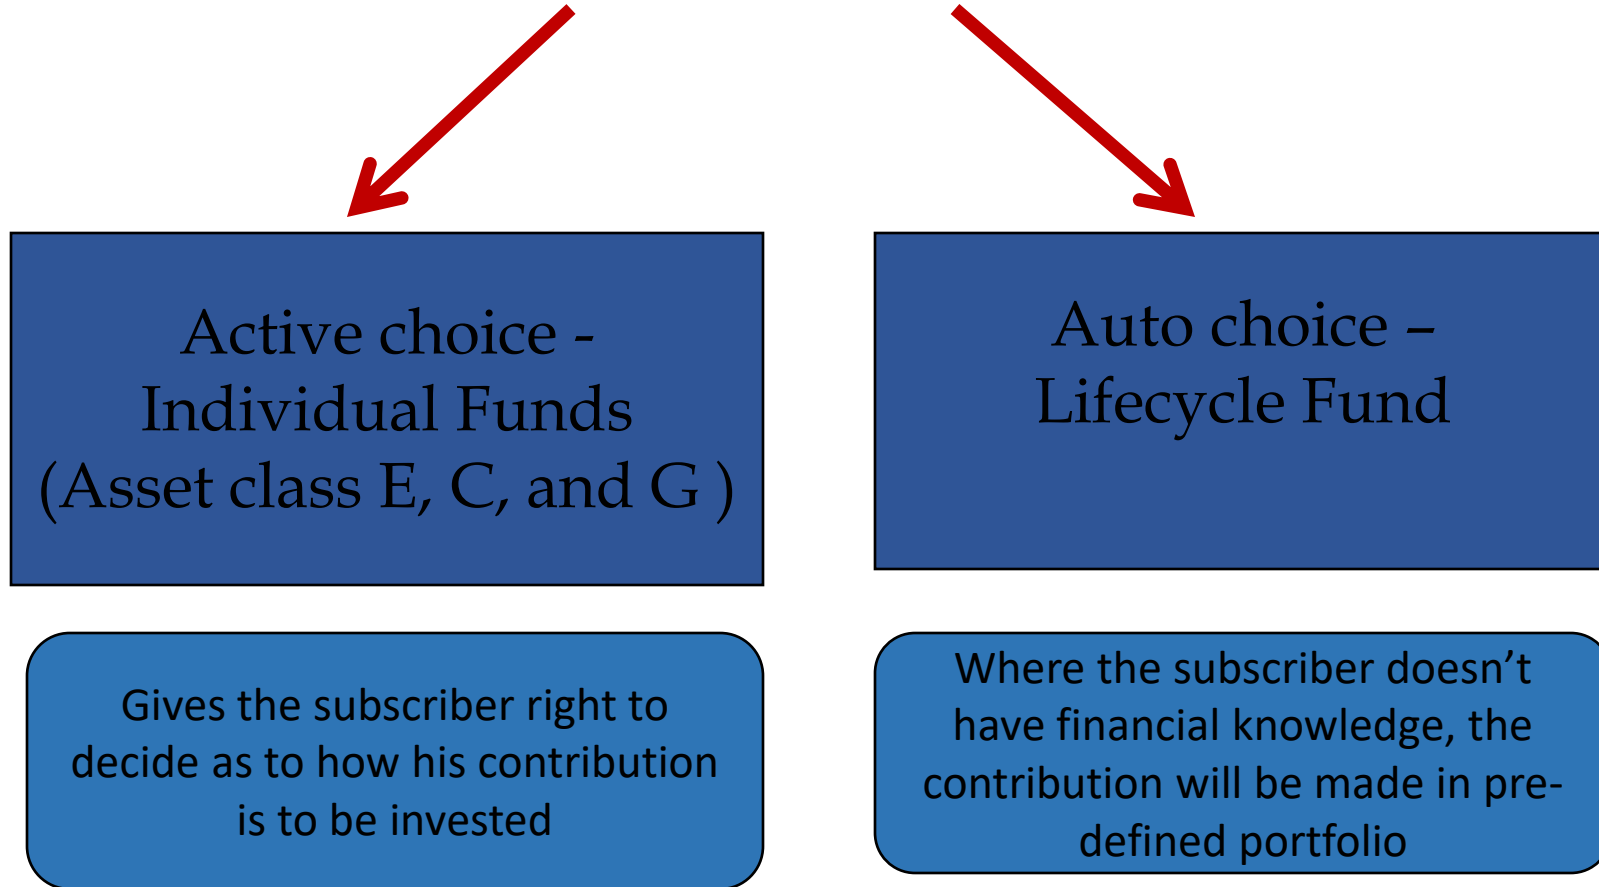 Active choice -
Individual Funds
(Asset class E, C, and G )
Auto choice –
Lifecycle Fund
Gives the subscriber right to
decide as to how his contribution
is to be invested
Where the subscriber doesn’t
have financial knowledge, the
contribution will be made in pre-
defined portfolio